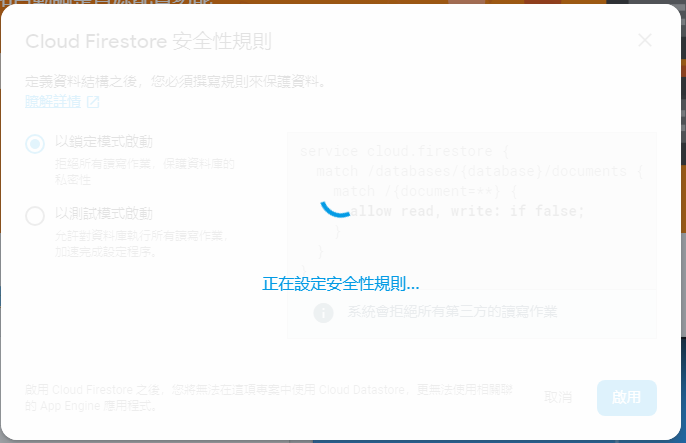 Cloud Firestore 安全性規則
定義資料結構之後，您必須撰寫規則來保護資料。
瞭解詳情
以鎖定模式啟動
拒絕所有讀寫作業，保護資料庫的
私密性
以測試模式啟動
允許對資料庫執行所有讀寫作業，
加速完成設定程序。
service cloud.firestore {
match /databases/{database}/documents {
match /{document=**} {
allow read, write: if false;
}
}
正在設定安全性規則...
系統會拒絕所有第三方的讀寫作業
啟用 Cloud Firestore 之後，您將無法在這項專案中使用 Cloud Datastore，更無法使用相關聯
的 App Engine 應用程式。
取消
啟用